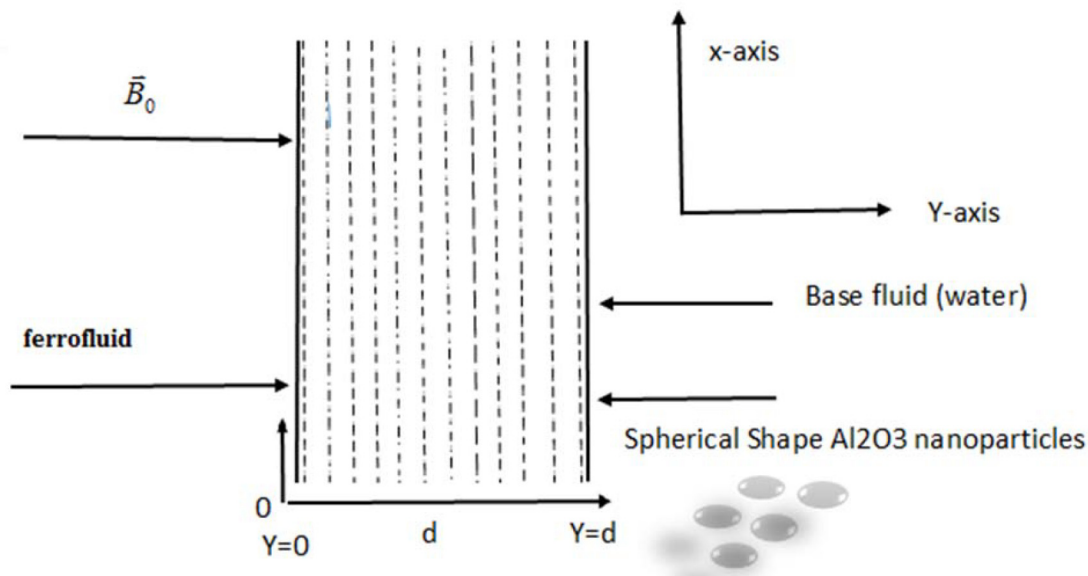 x-axis
B⃗₀
Y-axis
Base fluid (water)
ferrofluid
Spherical Shape Al2O3 nanoparticles
0
Y=0
d
Y=d